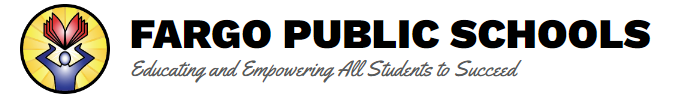 FARGO PUBLIC SCHOOLS
Educating and Empowering All Students to Succeed